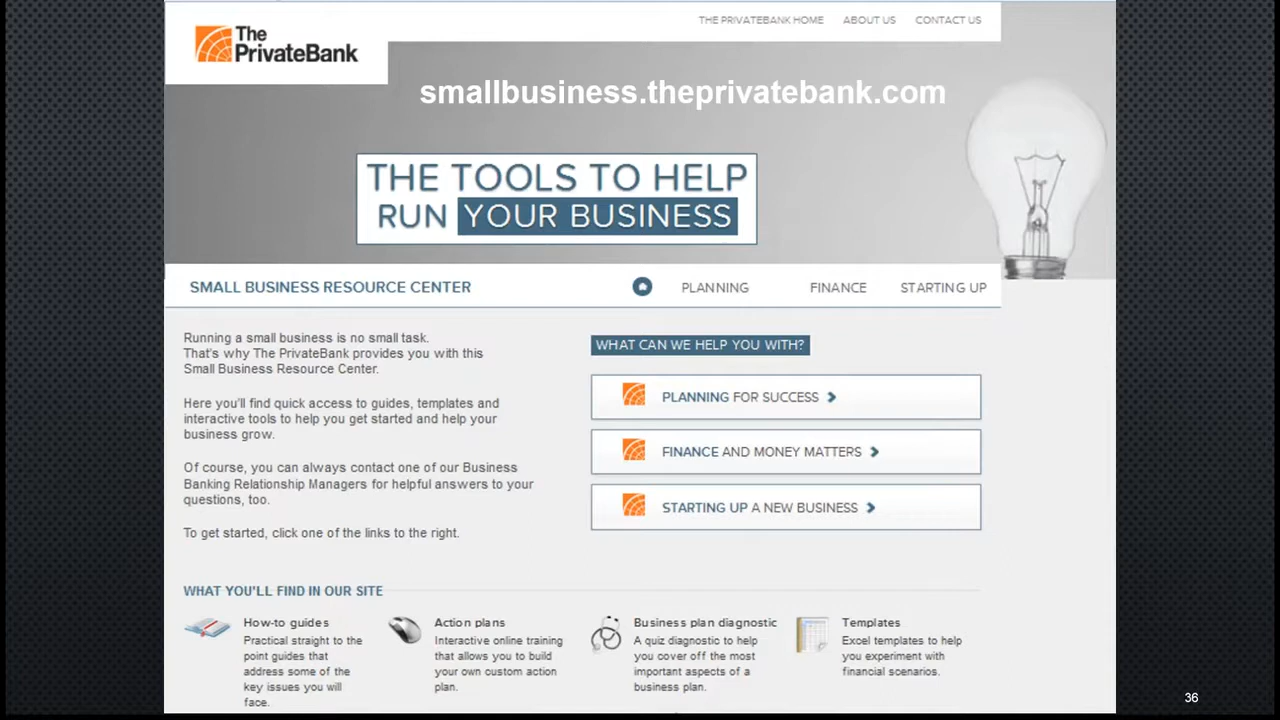 THE PRIVATEBANK HOME ABOUT US CONTACT US
The
PrivateBank
smallbusiness.theprivatebank.com
THE TOOLS TO HELP
RUN YOUR BUSINESS
SMALL BUSINESS RESOURCE CENTER PLANNING FINANCE STARTING UP
Running a small business is no small task.
That's why The PrivateBank provides you with this
Small Business Resource Center.
Here you'll find quick access to guides, templates and
interactive tools to help you get started and help your
business grow.
Of course, you can always contact one of our Business
Banking Relationship Managers for helpful answers to your
questions, too.
To get started, click one of the links to the right.
WHAT CAN WE HELP YOU WITH?
PLANNING FOR SUCCESS
FINANCE AND MONEY MATTERS
STARTING UP A NEW BUSINESS
WHAT YOU'LL FIND IN OUR SITE
How-to guides
Practical straight to the
point guides that
address some of the
key issues you will
face.
Action plans
Interactive online training
that allows you to build
your own custom action
plan.
Business plan diagnostic
A quiz diagnostic to help
you cover off the most
important aspects of a
business plan.
Templates
Excel templates to help
you experiment with
financial scenarios.
36